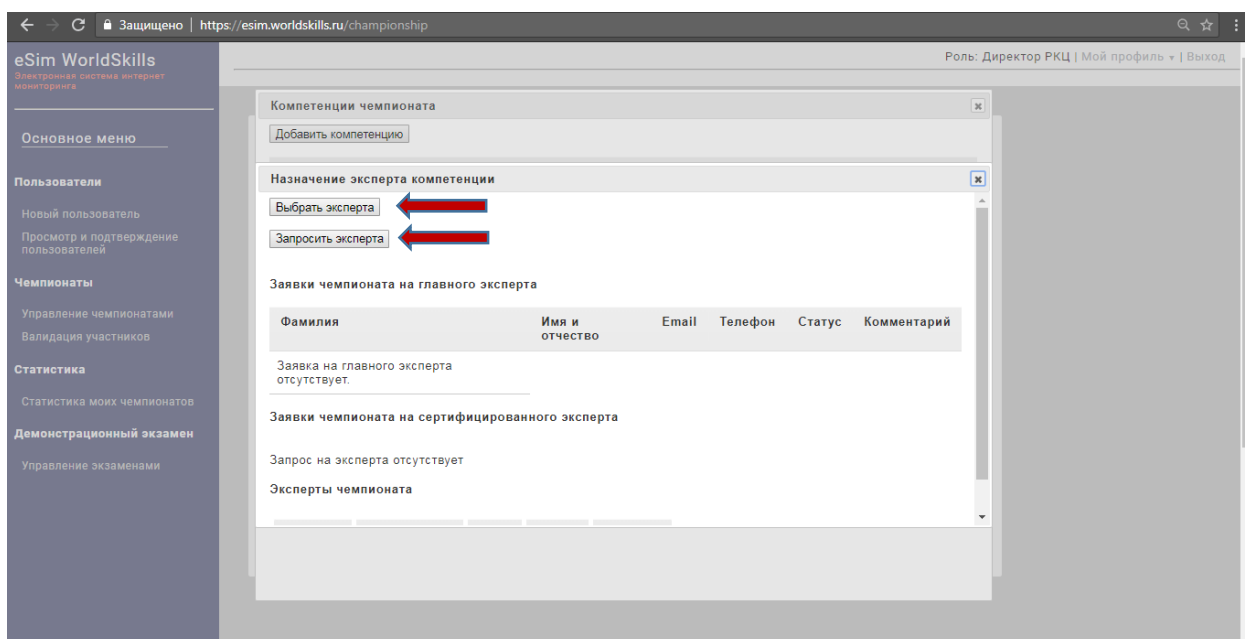 Защищено | https://esim.worldskills.ru/championship
eSim WorldSkills
Электронная система интернет
мониторинга
Роль: Директор РКЦ | Мой профиль | Выход
Основное меню
Пользователи
Новый пользователь
Просмотр и подтверждение
пользователей
Чемпионаты
Управление чемпионатами
Валидация участников
Статистика
Статистика моих чемпионатов
Демонстрационный экзамен
Управление экзаменами
Компетенции чемпионата
Добавить компетенцию
Назначение эксперта компетенции
Выбрать эксперта
Запросить эксперта
Заявки чемпионата на главного эксперта
Фамилия Имя и Email Телефон Статус Комментарий
отчество
Заявка на главного эксперта
отсутствует.
Заявки чемпионата на сертифицированного эксперта
Запрос на эксперта отсутствует
Эксперты чемпионата